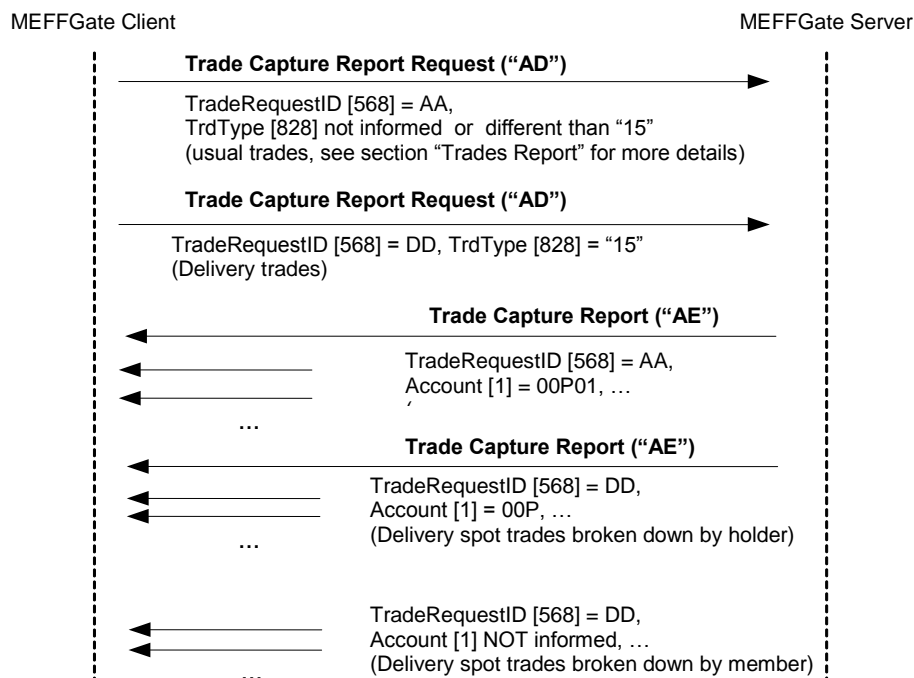 MEFFGate Client
MEFFGate Server
Trade Capture Report Request (“AD”)
TradeRequestID [568] = AA,
TrdType [828] not informed or different than “15”
(usual trades, see section “Trades Report” for more details)
Trade Capture Report Request (“AD”)
TradeRequestID [568] = DD, TrdType [828] = “15”
(Delivery trades)
Trade Capture Report (“AE”)
TradeRequestID [568] = AA,
Account [1] = 00P01, …
‘
…
Trade Capture Report (“AE”)
TradeRequestID [568] = DD,
Account [1] = 00P, …
(Delivery spot trades broken down by holder)
…
TradeRequestID [568] = DD,
Account [1] NOT informed, …
(Delivery spot trades broken down by member)
…